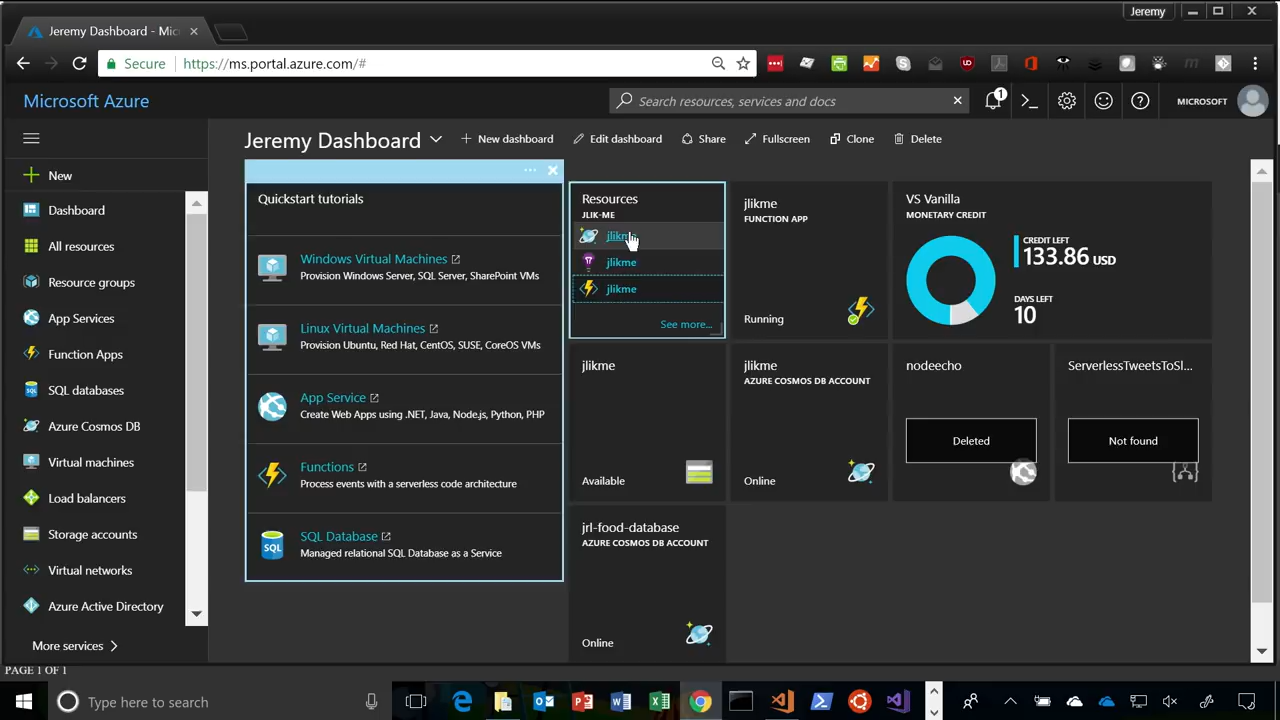 Jeremy
Jeremy Dashboard - Mic
Secure
https://ms.portal.azure.com/#
Microsoft Azure
Search resources, services and docs
1
MICROSOFT
Jeremy Dashboard
New dashboard
Edit dashboard
Share
Fullscreen
Clone
Delete
New
Dashboard
All resources
Resource groups
App Services
Function Apps
SQL databases
Azure Cosmos DB
Virtual machines
Load balancers
Storage accounts
Virtual networks
Azure Active Directory
More services
Quickstart tutorials
Windows Virtual Machines
Provision Windows Server, SQL Server, SharePoint VMs
Linux Virtual Machines
Provision Ubuntu, Red Hat, CentOS, SUSE, CoreOS VMs
App Service
Create Web Apps using .NET, Java, Node.js, Python, PHP
Functions
Process events with a serverless code architecture
SQL
SQL Database
Managed relational SQL Database as a Service
Resources
JLIK-ME
jlikme
jlikme
jlikme
See more...
jlikme
FUNCTION APP
Running
VS Vanilla
MONETARY CREDIT
CREDIT LEFT
133.86 USD
DAYS LEFT
10
jlikme
Available
jlikme
AZURE COSMOS DB ACCOUNT
Online
nodeecho
Deleted
ServerlessTweetsToSl...
Not found
jrl-food-database
AZURE COSMOS DB ACCOUNT
Online
PAGE 1 OF 1
Type here to search